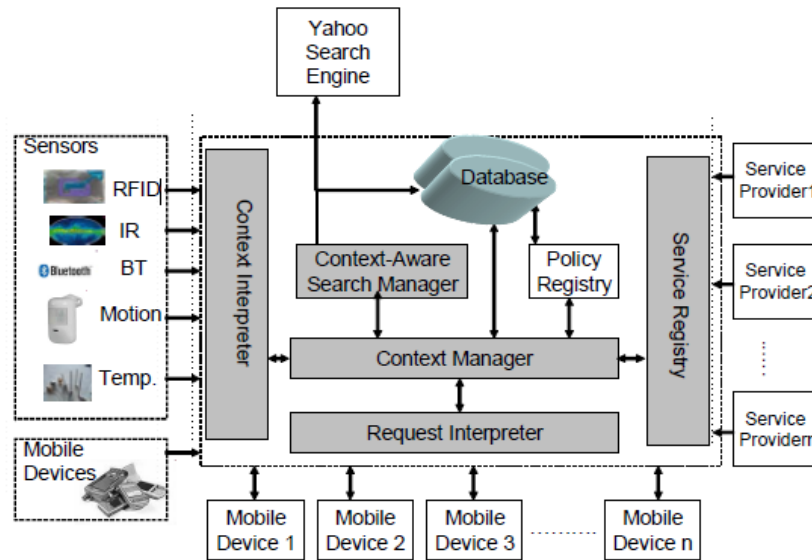 Yahoo
Search
Engine
Sensors
RFID
IR
Bluetooth
BT
Motion
Temp.
Mobile
Devices
Context Interpreter
Database
Context-Aware
Search Manager
Policy
Registry
Context Manager
Request Interpreter
Service Registry
Service
Provider1
Service
Provider2
Service
Providern
Mobile
Device 1
Mobile
Device 2
Mobile
Device 3
Mobile
Device n